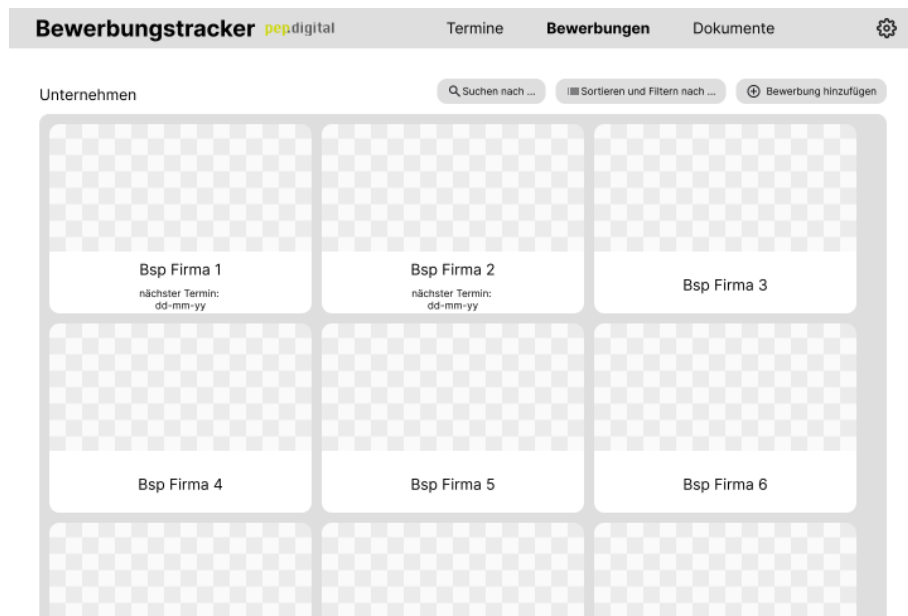 Bewerbungstracker pep.digital Termine Bewerbungen Dokumente
Unternehmen Suchen nach ... Sortieren und Filtern nach ... Bewerbung hinzufügen
Bsp Firma 1
nächster Termin:
dd-mm-yy
Bsp Firma 2
nächster Termin:
dd-mm-yy
Bsp Firma 3
Bsp Firma 4
Bsp Firma 5
Bsp Firma 6